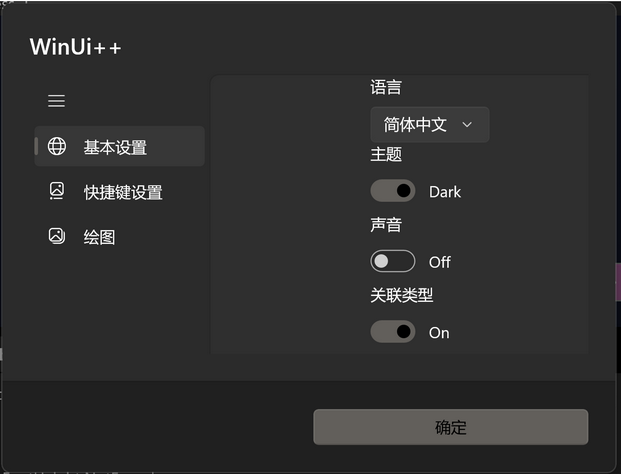 WinUi++
基本设置
快捷键设置
绘图
语言
简体中文
主题
Dark
声音
Off
关联类型
On
确定